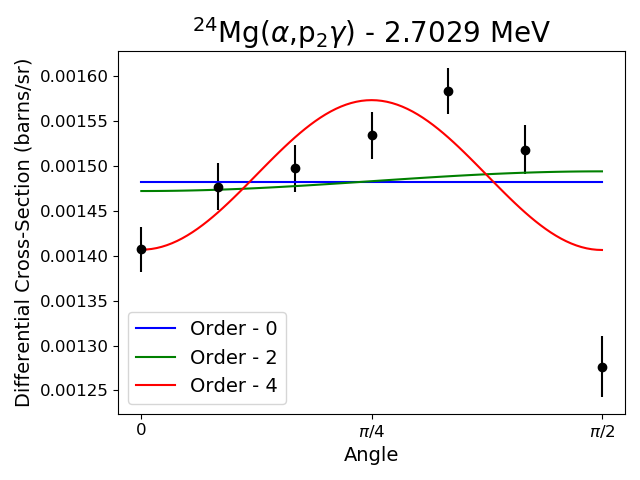 ²⁴Mg(α,p₂γ) - 2.7029 MeV
Differential Cross-Section (barns/sr)
0.00160
0.00155
0.00150
0.00145
0.00140
0.00135
0.00130
0.00125
Order - 0
Order - 2
Order - 4
0 π/4 π/2
Angle